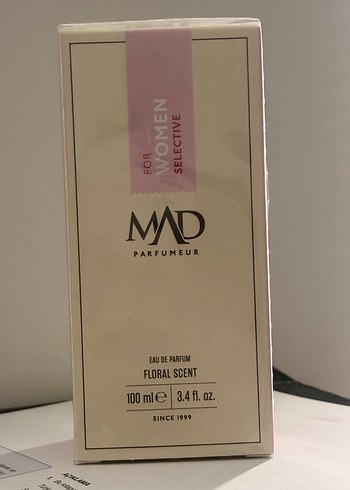 FOR WOMEN
SELECTIVE
MAD
PARFUMEUR
EAU DE PARFUM
FLORAL SCENT
100 ml ℮ 3.4 fl. oz.
SINCE 1999